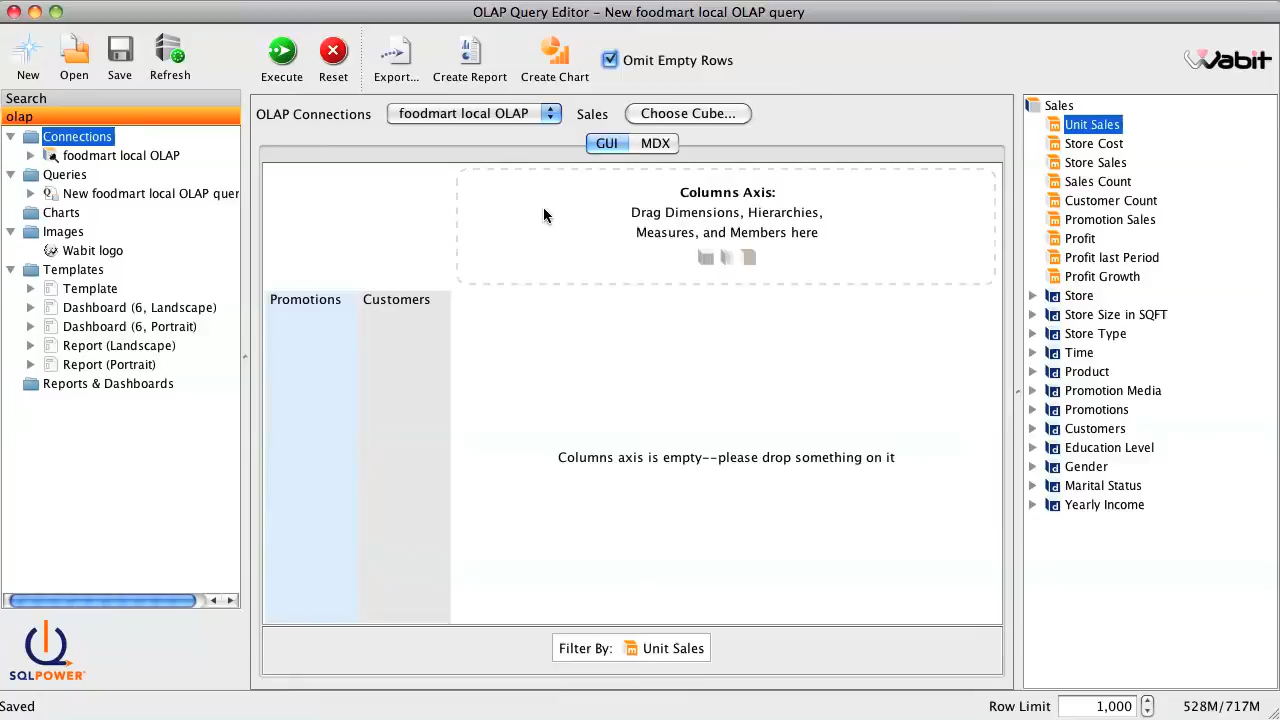 OLAP Query Editor - New foodmart local OLAP query
New
Open
Save
Refresh
Execute
Reset
Export...
Create Report
Create Chart
Omit Empty Rows
Wabit
Search
olap
Connections
foodmart local OLAP
Queries
New foodmart local OLAP quer
Charts
Images
Wabit logo
Templates
Template
Dashboard (6, Landscape)
Dashboard (6, Portrait)
Report (Landscape)
Report (Portrait)
Reports & Dashboards
SQLPOWER
Saved
OLAP Connections
foodmart local OLAP
Sales
Choose Cube...
GUI
MDX
Columns Axis:
Drag Dimensions, Hierarchies,
Measures, and Members here
Promotions
Customers
Columns axis is empty--please drop something on it
Filter By:
Unit Sales
Sales
Unit Sales
Store Cost
Store Sales
Sales Count
Customer Count
Promotion Sales
Profit
Profit last Period
Profit Growth
Store
Store Size in SQFT
Store Type
Time
Product
Promotion Media
Promotions
Customers
Education Level
Gender
Marital Status
Yearly Income
Row Limit
1,000
528M/717M